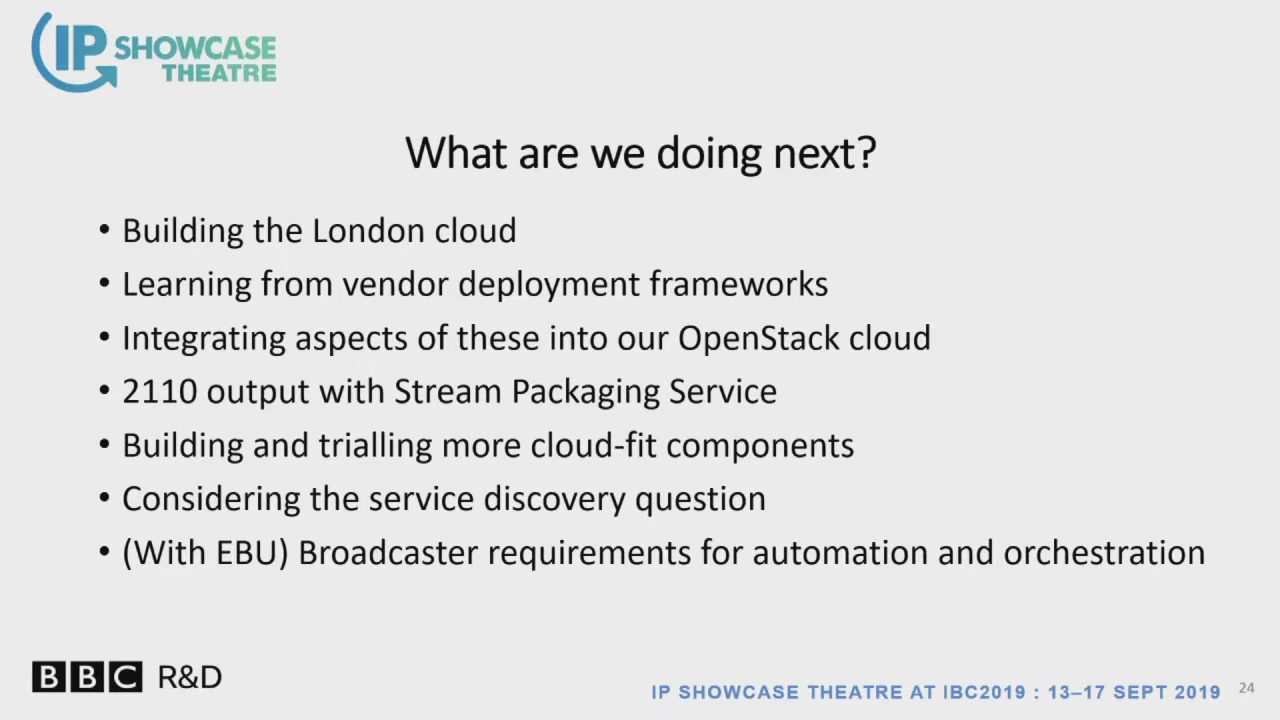 IP SHOWCASE
THEATRE
What are we doing next?
• Building the London cloud
• Learning from vendor deployment frameworks
• Integrating aspects of these into our OpenStack cloud
• 2110 output with Stream Packaging Service
• Building and trialling more cloud-fit components
• Considering the service discovery question
• (With EBU) Broadcaster requirements for automation and orchestration
BBC R&D
IP SHOWCASE THEATRE AT IBC2019 : 13–17 SEPT 2019
24